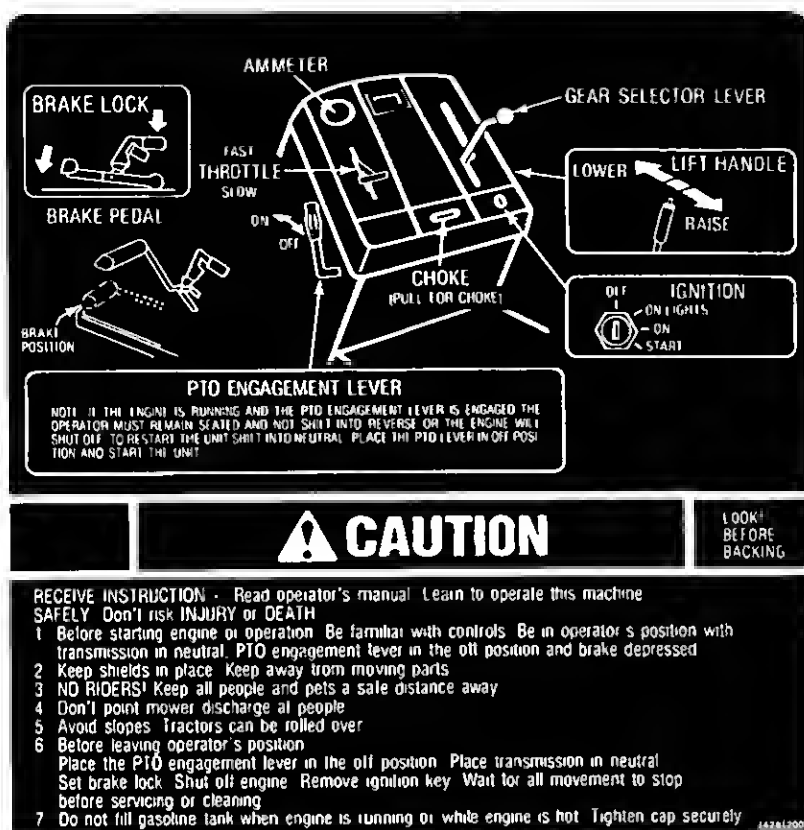 AMMETER
BRAKE LOCK
GEAR SELECTOR LEVER
FAST
THROTTLE
SLOW
LOWER
LIFT HANDLE
RAISE
BRAKE PEDAL
ON
OFF
CHOKE
(PULL FOR CHOKE)
OFF
IGNITION
ON LIGHTS
ON
START
BRAKE
POSITION
PTO ENGAGEMENT LEVER
NOTE IF THE ENGINE IS RUNNING AND THE PTO ENGAGEMENT LEVER IS ENGAGED THE
OPERATOR MUST REMAIN SEATED AND NOT SHIFT INTO REVERSE OR THE ENGINE WILL
SHUT OFF TO RESTART THE UNIT SHIFT INTO NEUTRAL PLACE THE PTO LEVER IN OFF POSI
TION AND START THE UNIT
CAUTION
LOOK!
BEFORE
BACKING
RECEIVE INSTRUCTION - Read operator's manual Learn to operate this machine
SAFELY Don't risk INJURY or DEATH
1 Before starting engine or operation Be familiar with controls Be in operator s position with
transmission in neutral. PTO engagement lever in the off position and brake depressed
2 Keep shields in place Keep away from moving parts
3 NO RIDERS! Keep all people and pets a safe distance away
4 Don't point mower discharge at people
5 Avoid slopes Tractors can be rolled over
6 Before leaving operator's position
Place the PTO engagement lever in the off position Place transmission in neutral
Set brake lock Shut off engine Remove ignition key Wait for all movement to stop
before servicing or cleaning
7 Do not fill gasoline tank when engine is running or while engine is hot Tighten cap securely